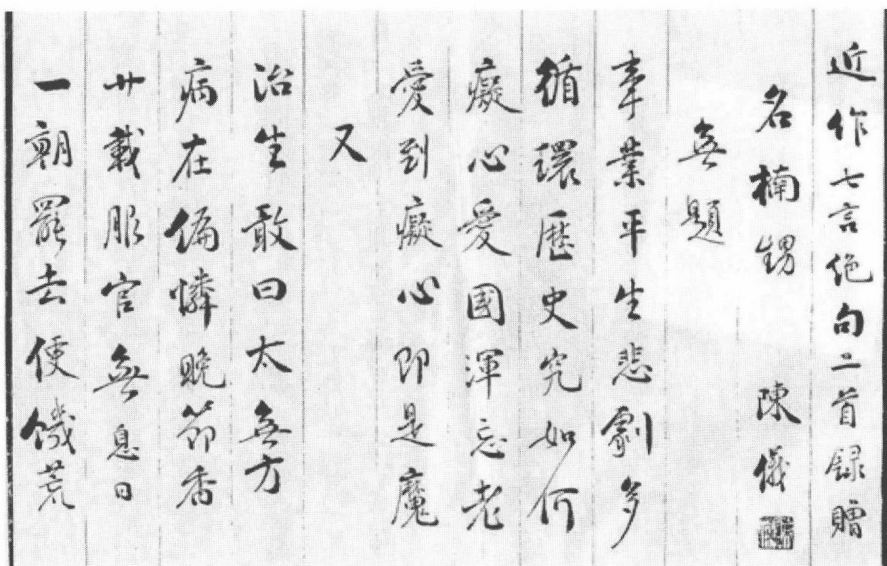 近作七言絕句二首録贈
名楠甥 陳儀
無題
事業平生悲劇多
循環歷史究如何
癡心愛國渾忘老
愛到癡心即是魔
又
治生敢曰太無方
病在偏憐晚節香
廿載服官無息日
一朝罷去便饑荒